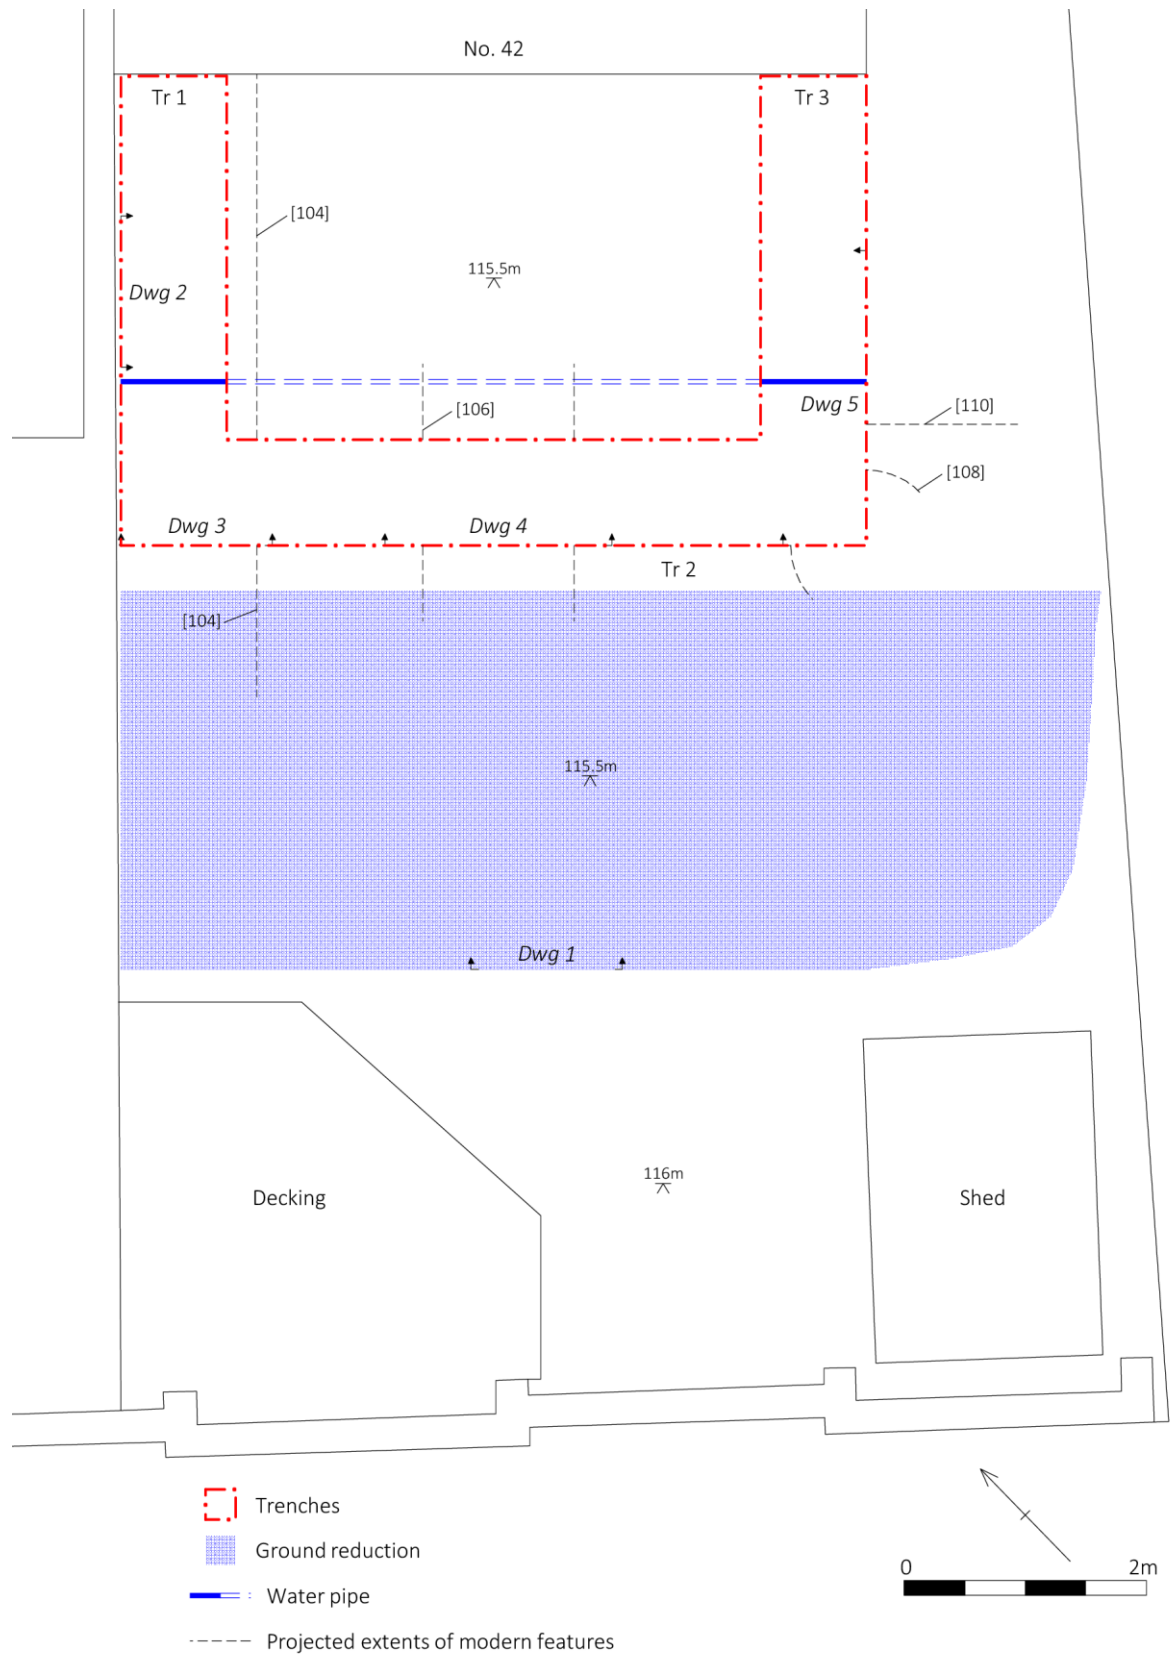 No. 42
Tr 1
Tr 3
[104]
115.5m
Dwg 2
Dwg 5
[106]
[110]
[108]
Dwg 3
Dwg 4
Tr 2
[104]
115.5m
Dwg 1
116m
Decking
Shed
Trenches
Ground reduction
Water pipe
Projected extents of modern features
0
2m